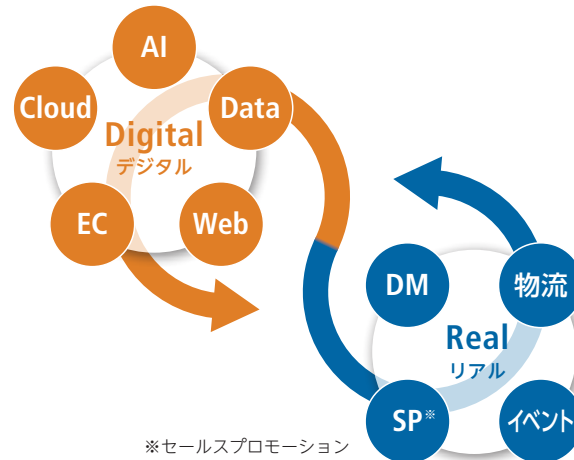 AI
Cloud
Data
Digital
デジタル
EC
Web
DM
物流
Real
リアル
SP※
イベント
※セールスプロモーション